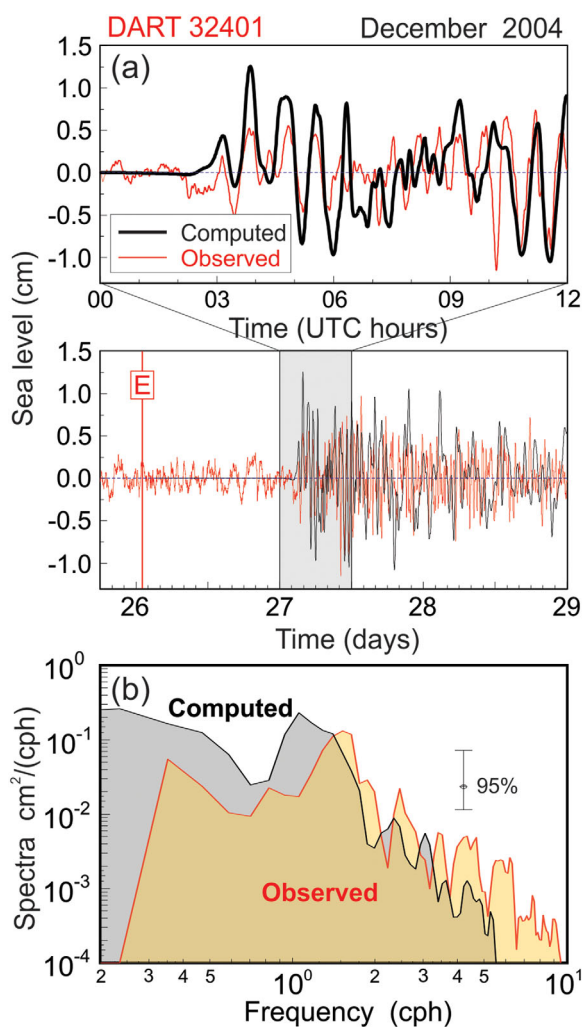 DART 32401 December 2004
(a)
1.5
1.0
0.5
0.0
-0.5
-1.0
Computed
Observed
00 03 06 09 12
Time (UTC hours)
Sea level (cm)
1.5
1.0
0.5
0.0
-0.5
-1.0
E
26 27 28 29
Time (days)
(b)
10^0
10^-1
10^-2
10^-3
10^-4
Computed
95%
Observed
Spectra cm²/(cph)
2 3 4 5 10^0 2 3 4 5 10^1
Frequency (cph)